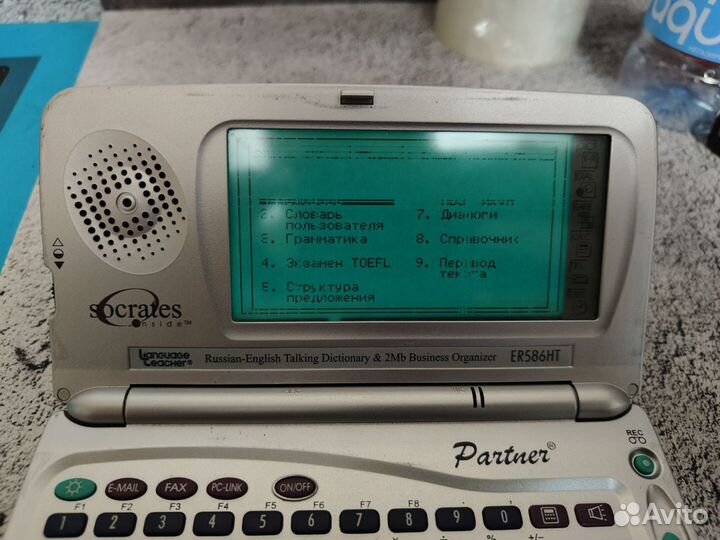 2. Словарь пользователя
7. Диалоги
3. Грамматика
8. Справочник
4. Экзамен TOEFL
9. Перевод текста
5. Структура предложения
socrates
inside™
Language Teacher®
Russian-English Talking Dictionary & 2Mb Business Organizer ER586HT
Partner®
REC
E-MAIL FAX PC-LINK ON/OFF
F1 F2 F3 F4 F5 F6 F7 F8
1 2 3 4 5 6 7 8 9 0
× ÷ % +/-
Avito